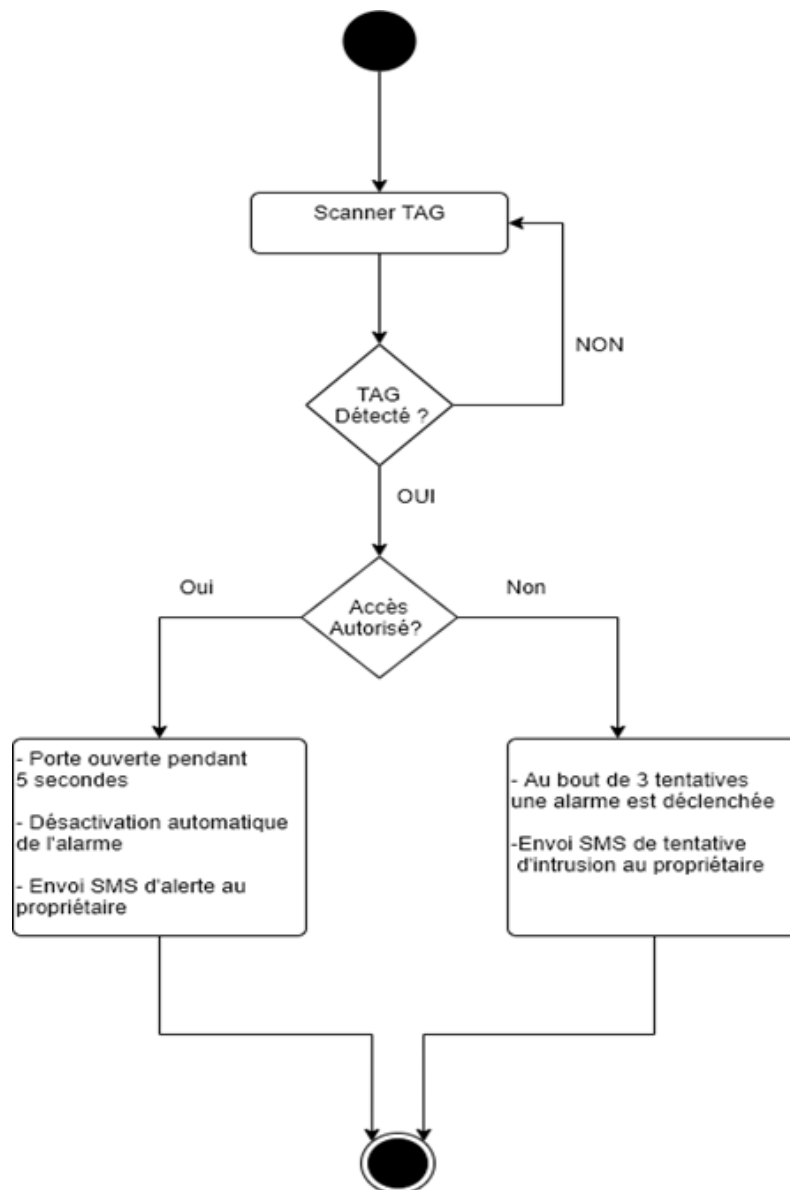 Scanner TAG
NON
TAG
Détecté ?
OUI
Oui
Non
Accès
Autorisé?
- Porte ouverte pendant
5 secondes
- Désactivation automatique
de l'alarme
- Envoi SMS d'alerte au
propriétaire
- Au bout de 3 tentatives
une alarme est déclenchée
-Envoi SMS de tentative
d'intrusion au propriétaire